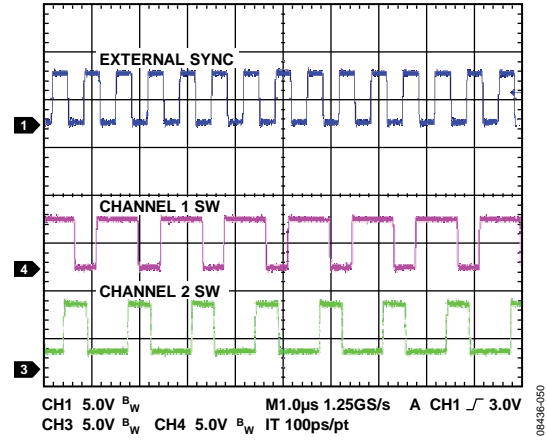 EXTERNAL SYNC
1
CHANNEL 1 SW
4
CHANNEL 2 SW
3
CH1 5.0V BW M1.0µs 1.25GS/s A CH1 3.0V
CH3 5.0V BW CH4 5.0V BW IT 100ps/pt
08436-050